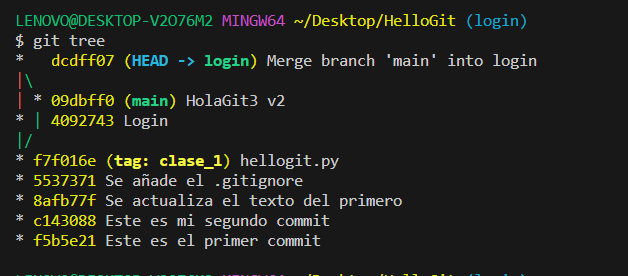 LENOVO@DESKTOP-V2O76M2 MINGW64 ~/Desktop/HelloGit (login)
$ git tree
*   dcdff07 (HEAD -> login) Merge branch 'main' into login
|\
| * 09dbff0 (main) HolaGit3 v2
* | 4092743 Login
|/
* f7f016e (tag: clase_1) hellogit.py
* 5537371 Se añade el .gitignore
* 8afb77f Se actualiza el texto del primero
* c143088 Este es mi segundo commit
* f5b5e21 Este es el primer commit